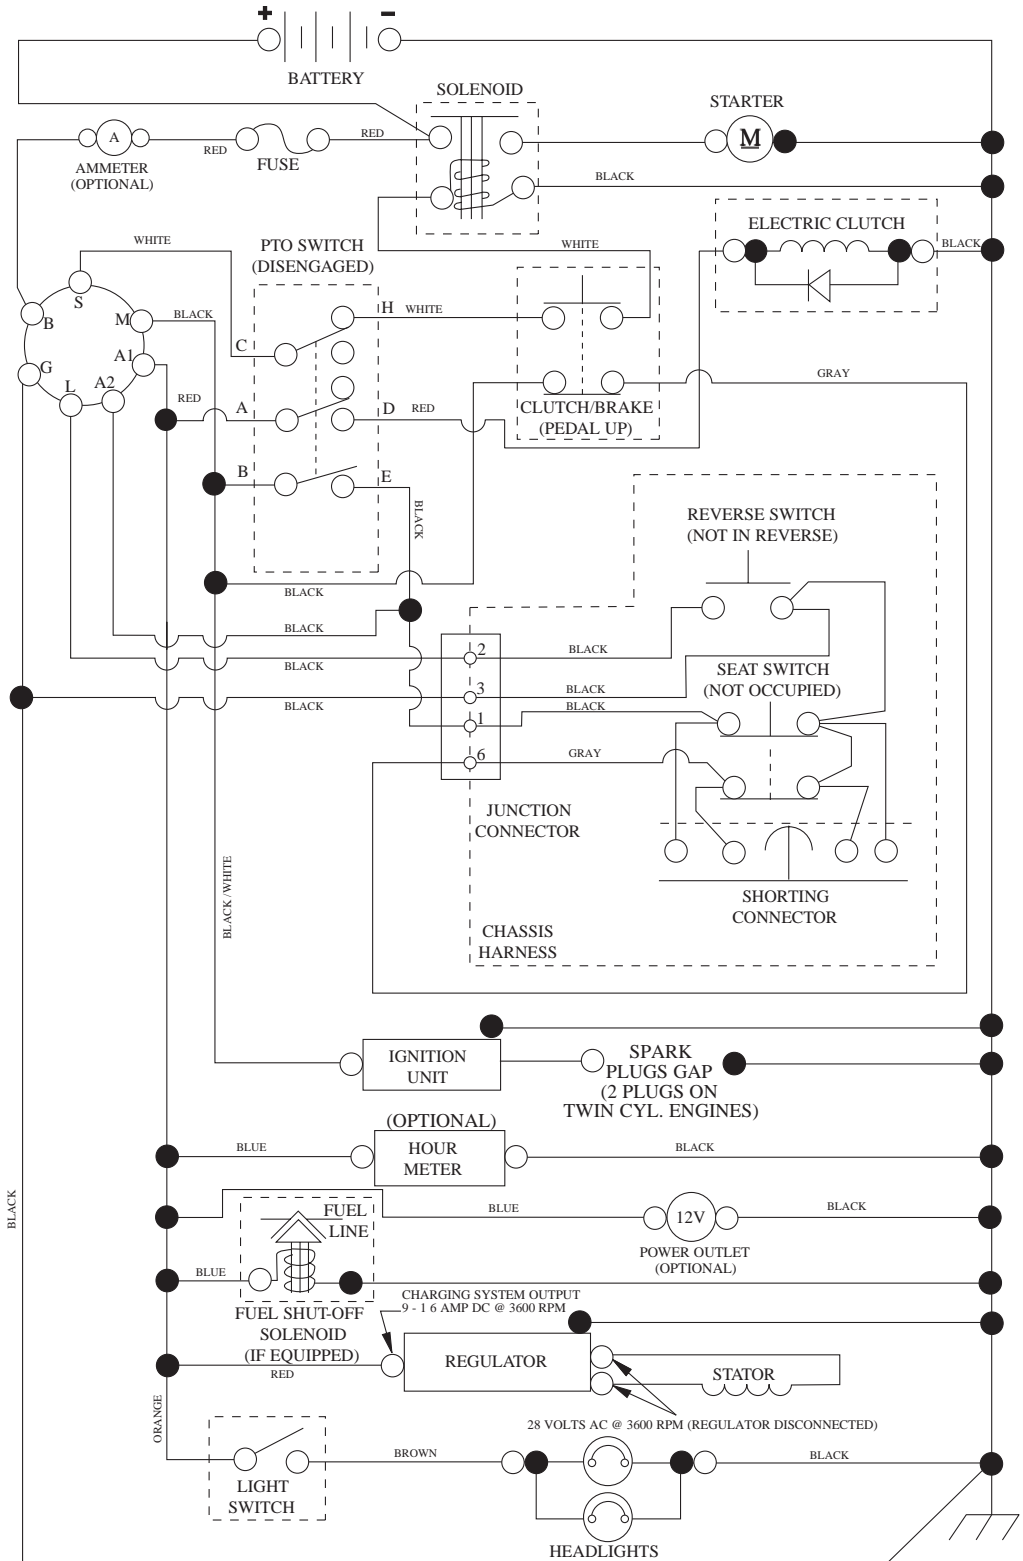 + −
BATTERY
SOLENOID
STARTER
A
M
RED
FUSE
RED
AMMETER
(OPTIONAL)
BLACK
ELECTRIC CLUTCH
BLACK
WHITE
PTO SWITCH
(DISENGAGED)
WHITE
S
B
M
BLACK
H
WHITE
C
A1
G
GRAY
L
A2
RED
A
D
RED
CLUTCH/BRAKE
(PEDAL UP)
B
E
BLACK
REVERSE SWITCH
(NOT IN REVERSE)
BLACK
BLACK
2
BLACK
BLACK
SEAT SWITCH
(NOT OCCUPIED)
3
BLACK
BLACK
BLACK
1
6
GRAY
JUNCTION
CONNECTOR
BLACK/WHITE
SHORTING
CONNECTOR
CHASSIS
HARNESS
IGNITION
UNIT
SPARK
PLUGS GAP
(2 PLUGS ON
TWIN CYL. ENGINES)
(OPTIONAL)
HOUR
METER
BLUE
BLACK
BLACK
FUEL
LINE
BLUE
12V
BLACK
POWER OUTLET
(OPTIONAL)
BLUE
CHARGING SYSTEM OUTPUT
9 - 1 6 AMP DC @ 3600 RPM
FUEL SHUT-OFF
SOLENOID
(IF EQUIPPED)
RED
REGULATOR
STATOR
ORANGE
28 VOLTS AC @ 3600 RPM (REGULATOR DISCONNECTED)
BROWN
BLACK
LIGHT
SWITCH
HEADLIGHTS